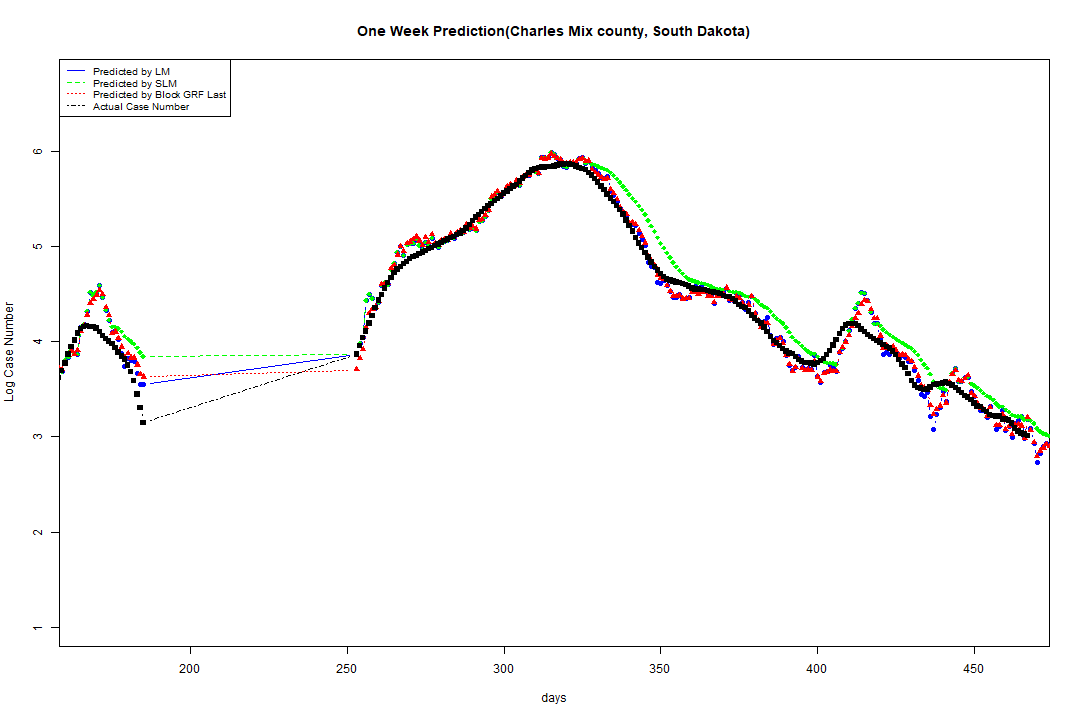 One Week Prediction(Charles Mix county, South Dakota)
Predicted by LM
Predicted by SLM
Predicted by Block GRF Last
Actual Case Number
Log Case Number
6
5
4
3
2
1
200 250 300 350 400 450
days